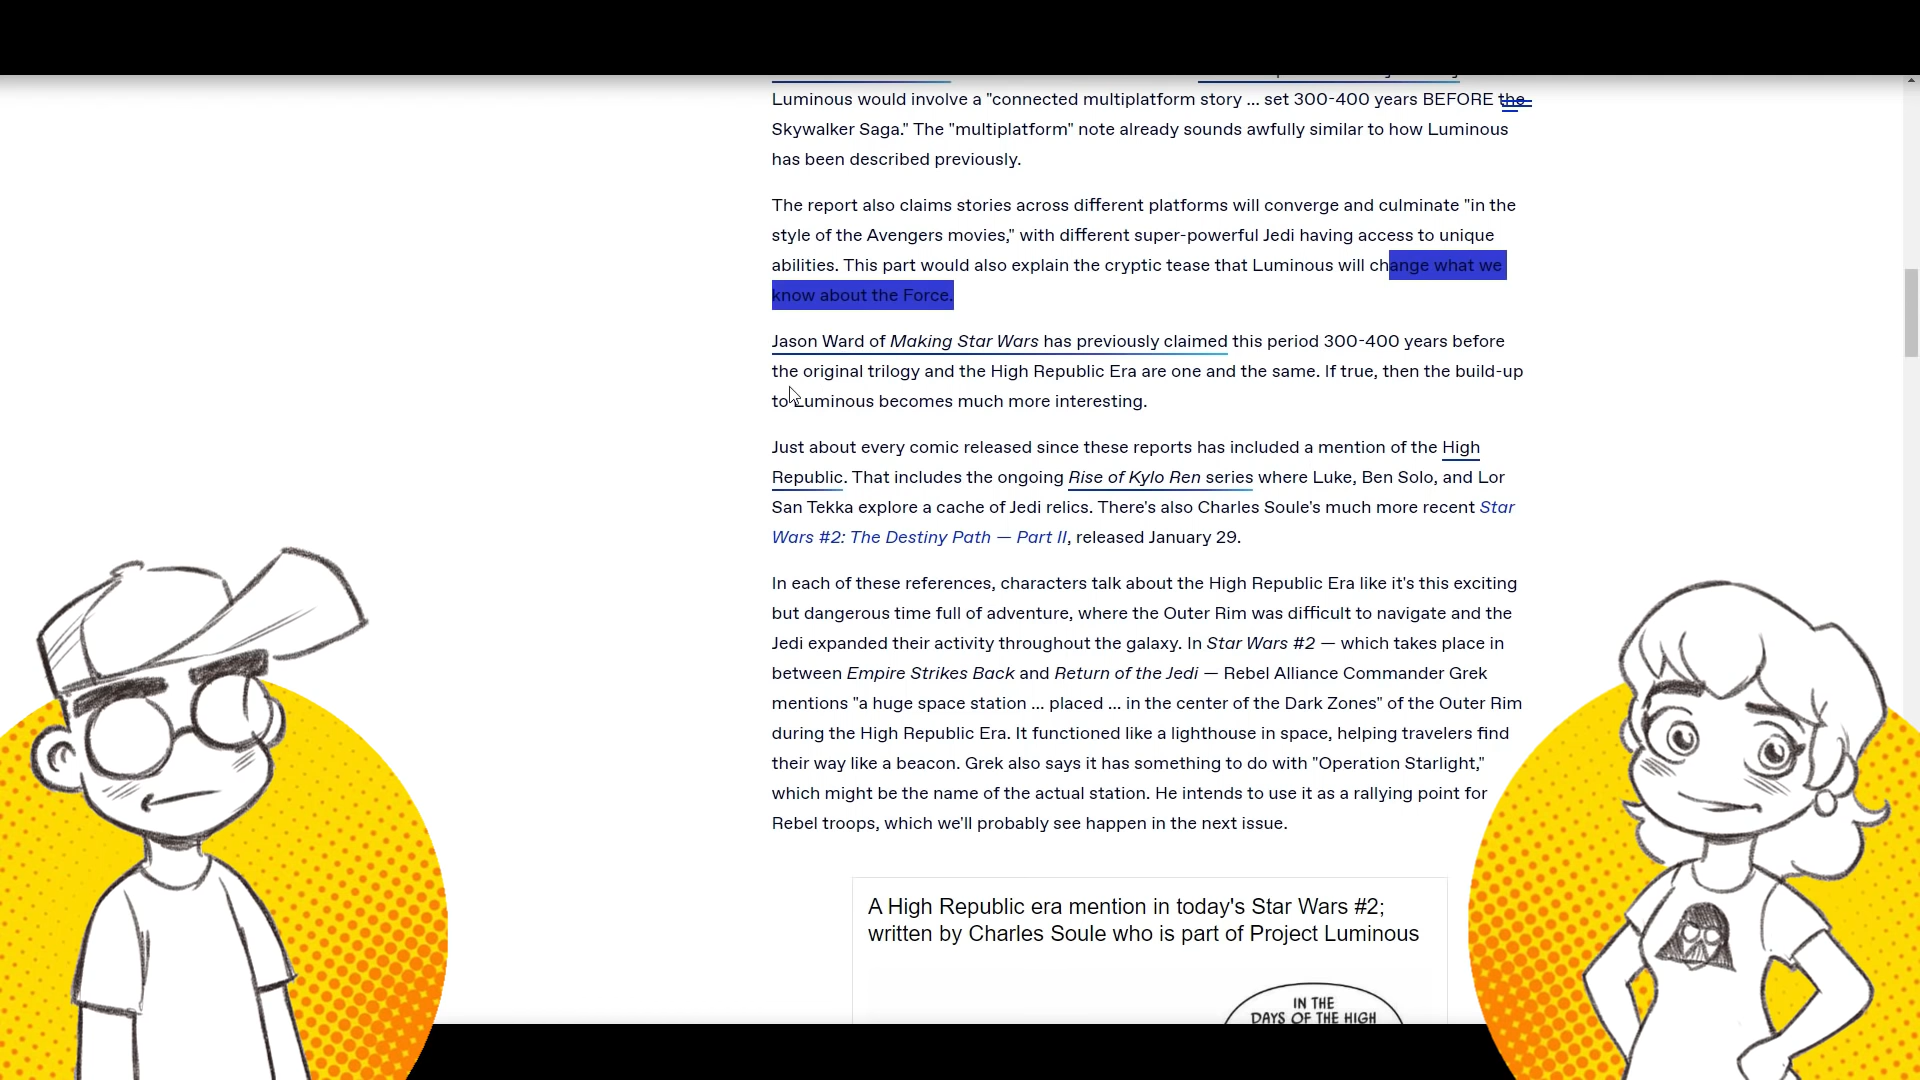 Luminous would involve a "connected multiplatform story ... set 300-400 years BEFORE the
Skywalker Saga." The "multiplatform" note already sounds awfully similar to how Luminous
has been described previously.
The report also claims stories across different platforms will converge and culminate "in the
style of the Avengers movies," with different super-powerful Jedi having access to unique
abilities. This part would also explain the cryptic tease that Luminous will change what we
know about the Force.
Jason Ward of Making Star Wars has previously claimed this period 300-400 years before
the original trilogy and the High Republic Era are one and the same. If true, then the build-up
to Luminous becomes much more interesting.
Just about every comic released since these reports has included a mention of the High
Republic. That includes the ongoing Rise of Kylo Ren series where Luke, Ben Solo, and Lor
San Tekka explore a cache of Jedi relics. There's also Charles Soule's much more recent Star
Wars #2: The Destiny Path — Part II, released January 29.
In each of these references, characters talk about the High Republic Era like it's this exciting
but dangerous time full of adventure, where the Outer Rim was difficult to navigate and the
Jedi expanded their activity throughout the galaxy. In Star Wars #2 — which takes place in
between Empire Strikes Back and Return of the Jedi — Rebel Alliance Commander Grek
mentions "a huge space station ... placed ... in the center of the Dark Zones" of the Outer Rim
during the High Republic Era. It functioned like a lighthouse in space, helping travelers find
their way like a beacon. Grek also says it has something to do with "Operation Starlight,"
which might be the name of the actual station. He intends to use it as a rallying point for
Rebel troops, which we'll probably see happen in the next issue.
A High Republic era mention in today's Star Wars #2;
written by Charles Soule who is part of Project Luminous
IN THE
DAYS OF THE HIGH